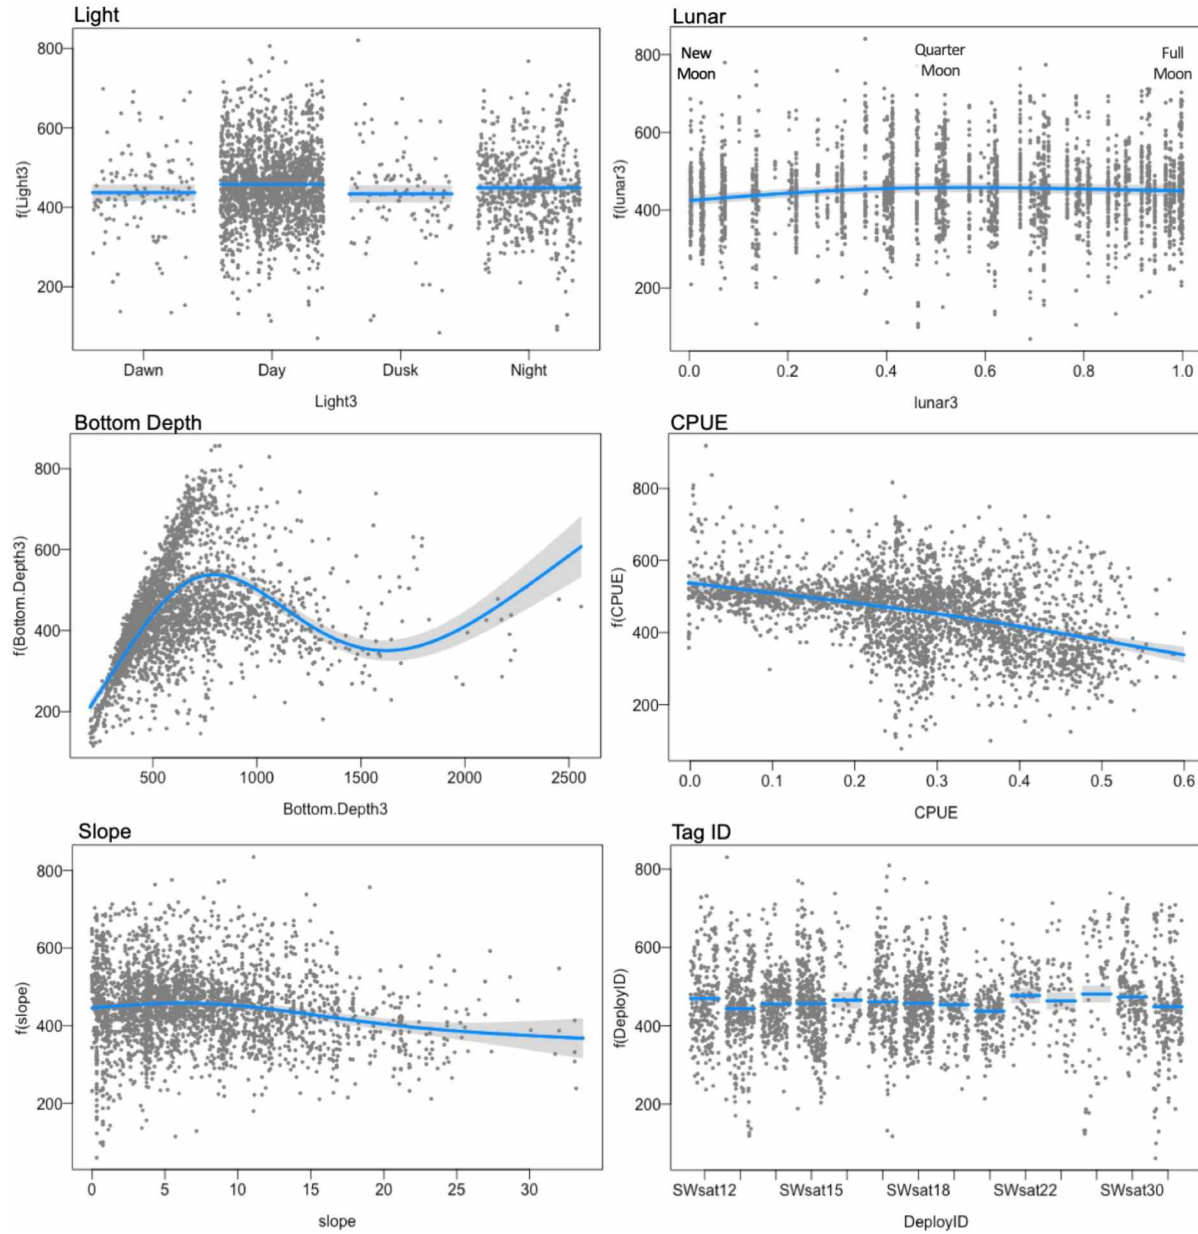 Light
800
600
400
200
f(Light3)
Dawn Day Dusk Night
Light3
Lunar
New Moon
Quarter Moon
Full Moon
800
600
400
200
f(lunar3)
0.0 0.2 0.4 0.6 0.8 1.0
lunar3
Bottom Depth
800
600
400
200
f(Bottom.Depth3)
500 1000 1500 2000 2500
Bottom.Depth3
CPUE
800
600
400
200
f(CPUE)
0.0 0.1 0.2 0.3 0.4 0.5 0.6
CPUE
Slope
800
600
400
200
f(slope)
0 5 10 15 20 25 30
slope
Tag ID
800
600
400
200
f(DeployID)
SWsat12 SWsat15 SWsat18 SWsat22 SWsat30
DeployID